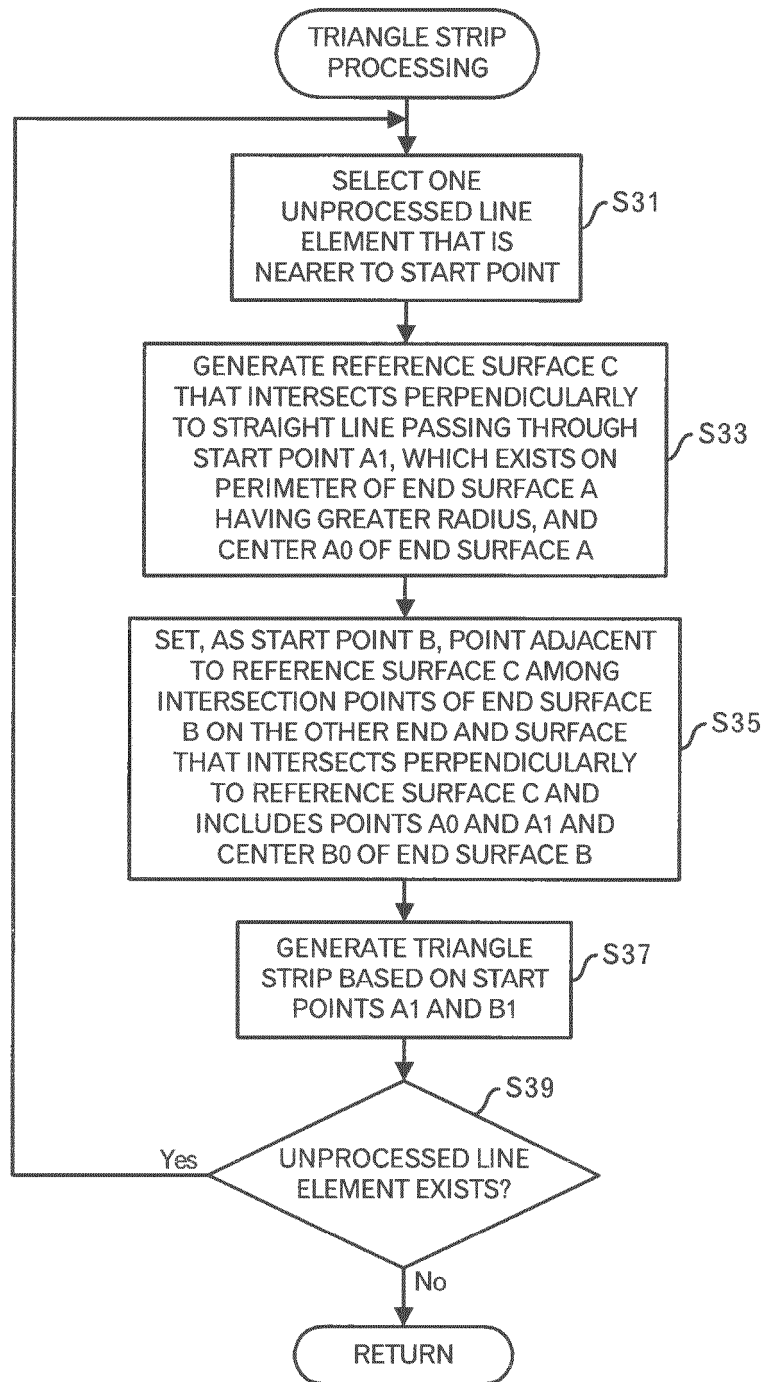 TRIANGLE STRIP
PROCESSING
SELECT ONE
UNPROCESSED LINE
ELEMENT THAT IS
NEARER TO START POINT
S31
GENERATE REFERENCE SURFACE C
THAT INTERSECTS PERPENDICULARLY
TO STRAIGHT LINE PASSING THROUGH
START POINT A1, WHICH EXISTS ON
PERIMETER OF END SURFACE A
HAVING GREATER RADIUS, AND
CENTER A0 OF END SURFACE A
S33
SET, AS START POINT B, POINT ADJACENT
TO REFERENCE SURFACE C AMONG
INTERSECTION POINTS OF END SURFACE
B ON THE OTHER END AND SURFACE
THAT INTERSECTS PERPENDICULARLY
TO REFERENCE SURFACE C AND
INCLUDES POINTS A0 AND A1 AND
CENTER B0 OF END SURFACE B
S35
GENERATE TRIANGLE
STRIP BASED ON START
POINTS A1 AND B1
S37
S39
UNPROCESSED LINE
ELEMENT EXISTS?
Yes
No
RETURN